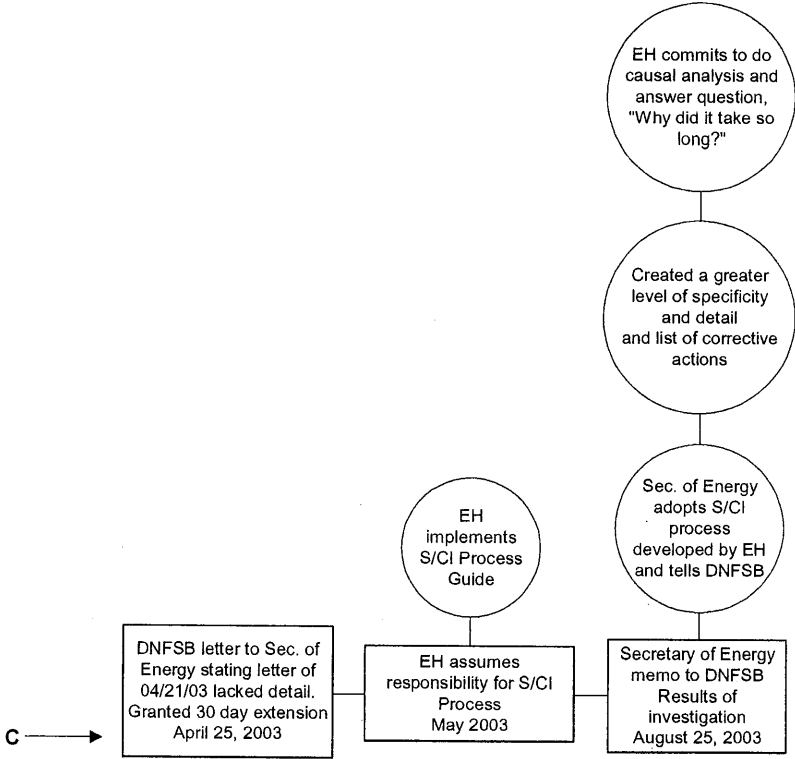 EH commits to do
causal analysis and
answer question,
"Why did it take so
long?"
Created a greater
level of specificity
and detail
and list of corrective
actions
Sec. of Energy
adopts S/CI
process
developed by EH
and tells DNFSB
EH
implements
S/CI Process
Guide
C
DNFSB letter to Sec. of
Energy stating letter of
04/21/03 lacked detail.
Granted 30 day extension
April 25, 2003
EH assumes
responsibility for S/CI
Process
May 2003
Secretary of Energy
memo to DNFSB
Results of
investigation
August 25, 2003